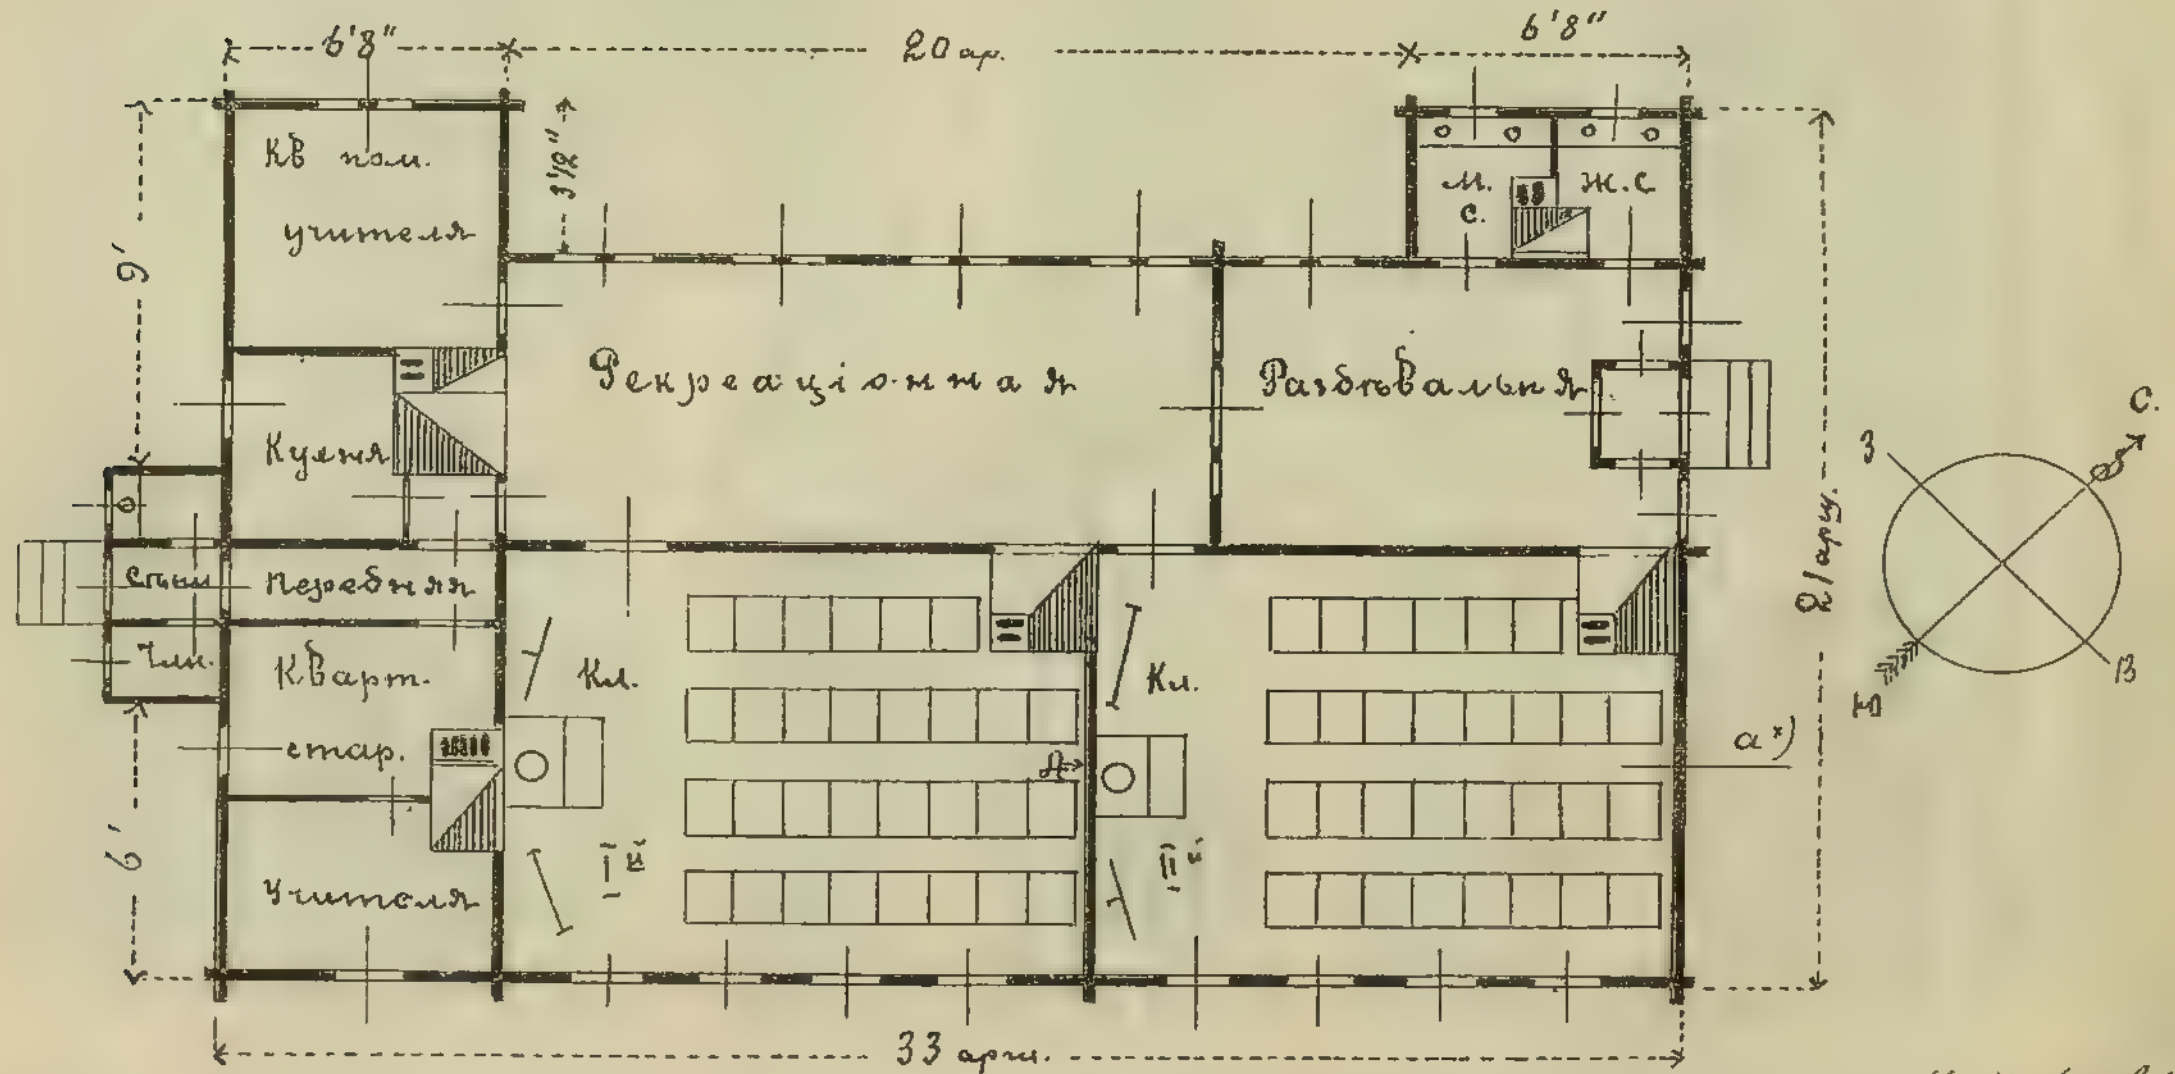 6'8"
20 ар.
6'8"
9'
3'/2"
Кв пом.
учителя
М.
С.
Ж.С
Рекреаціонная
Раздѣвальня
Кухня
С.
З
В
Ю
21 арш.
Сѣни
Передняя
Чул.
Кварт.
стар.
Учителя
Кл.
I й
Кл.
II й
а*)
6'
33 арш.